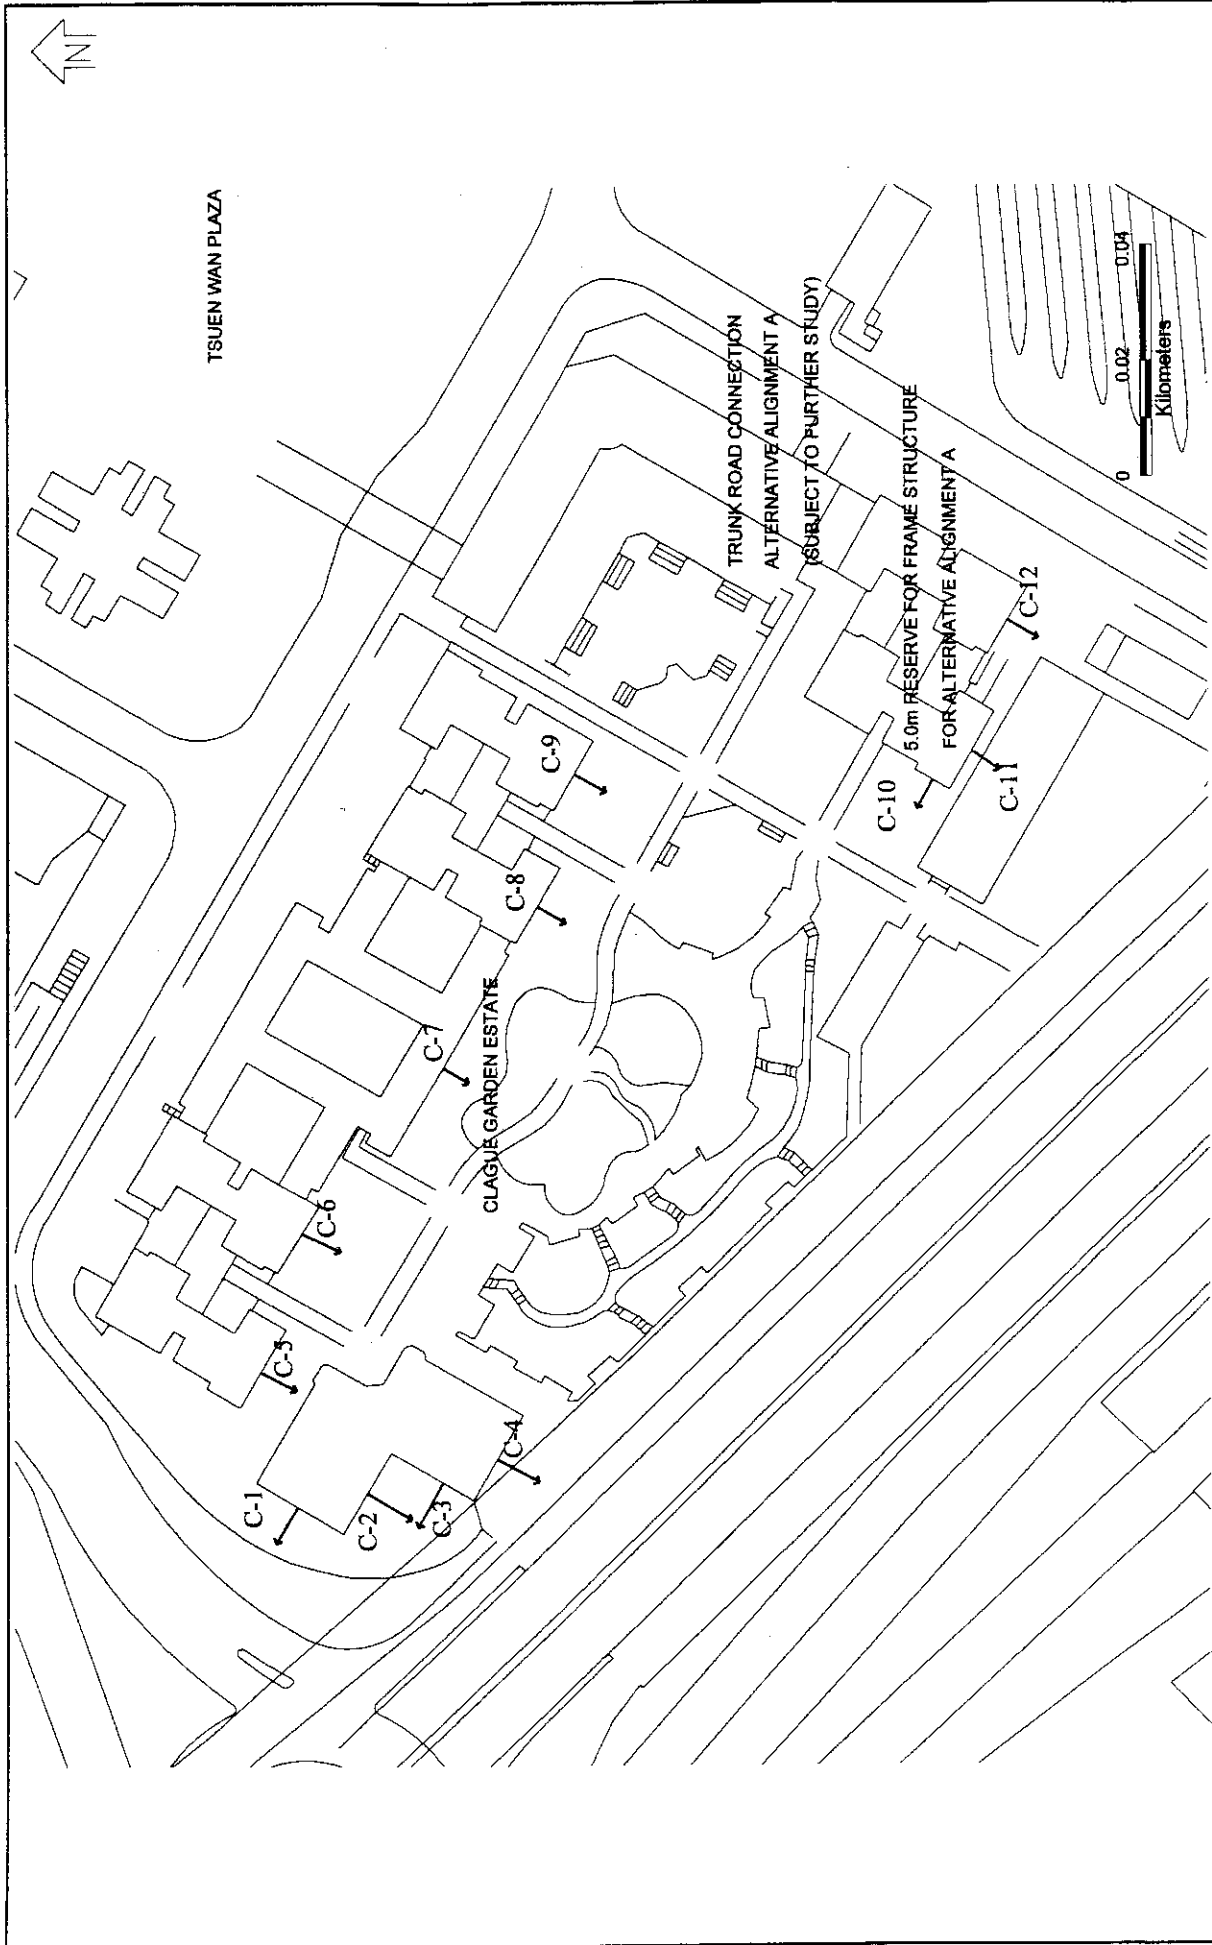 N
TSUEN WAN PLAZA
TRUNK ROAD CONNECTION
ALTERNATIVE ALIGNMENT A
(SUBJECT TO FURTHER STUDY)
5.0m RESERVE FOR FRAME STRUCTURE
FOR ALTERNATIVE ALIGNMENT A
CLAGUE GARDEN ESTATE
C-1
C-2
C-3
C-4
C-5
C-6
C-7
C-8
C-9
C-10
C-11
C-12
0 0.02 0.04
Kilometers